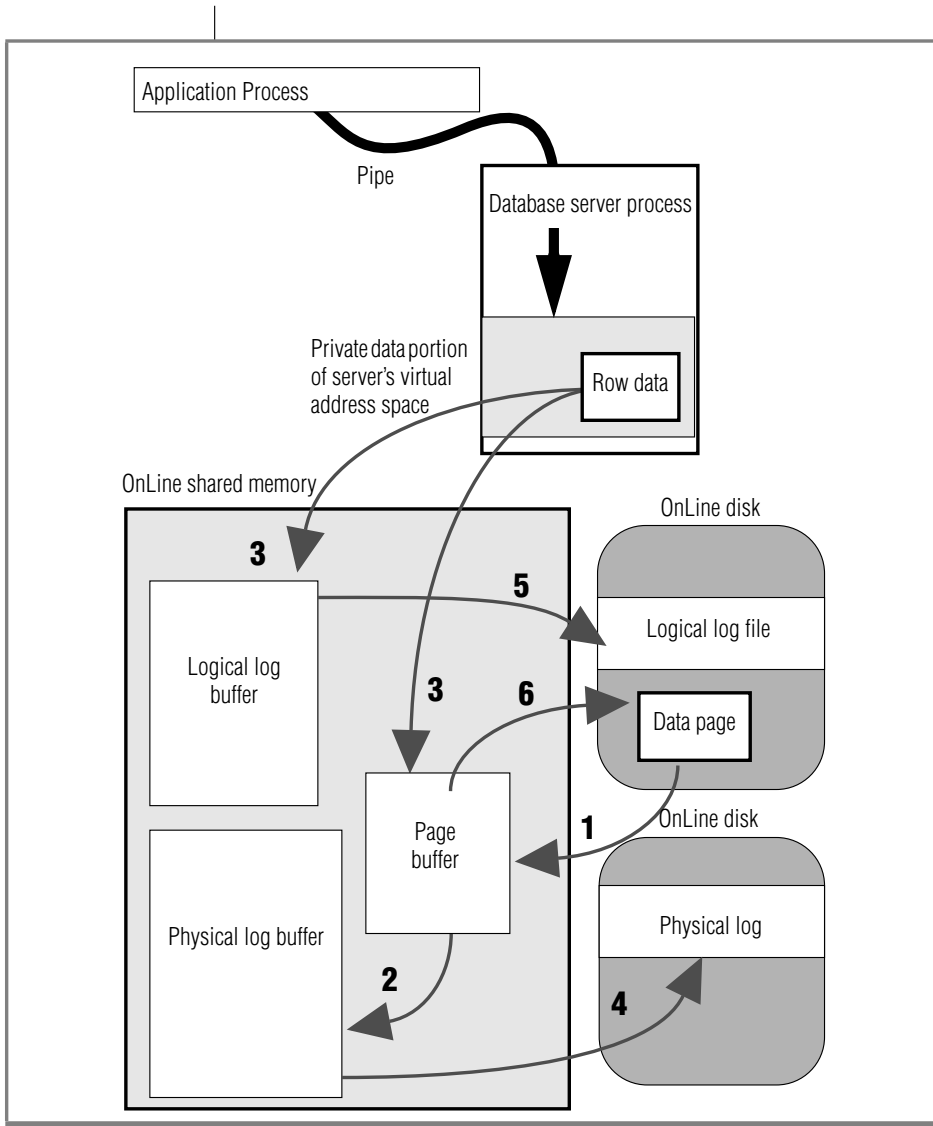 Application Process
Pipe
Database server process
Private data portion
of server's virtual
address space
Row data
OnLine shared memory
OnLine disk
3
5
Logical log file
Logical log
buffer
3
6
Data page
1
OnLine disk
Page
buffer
Physical log
Physical log buffer
2
4